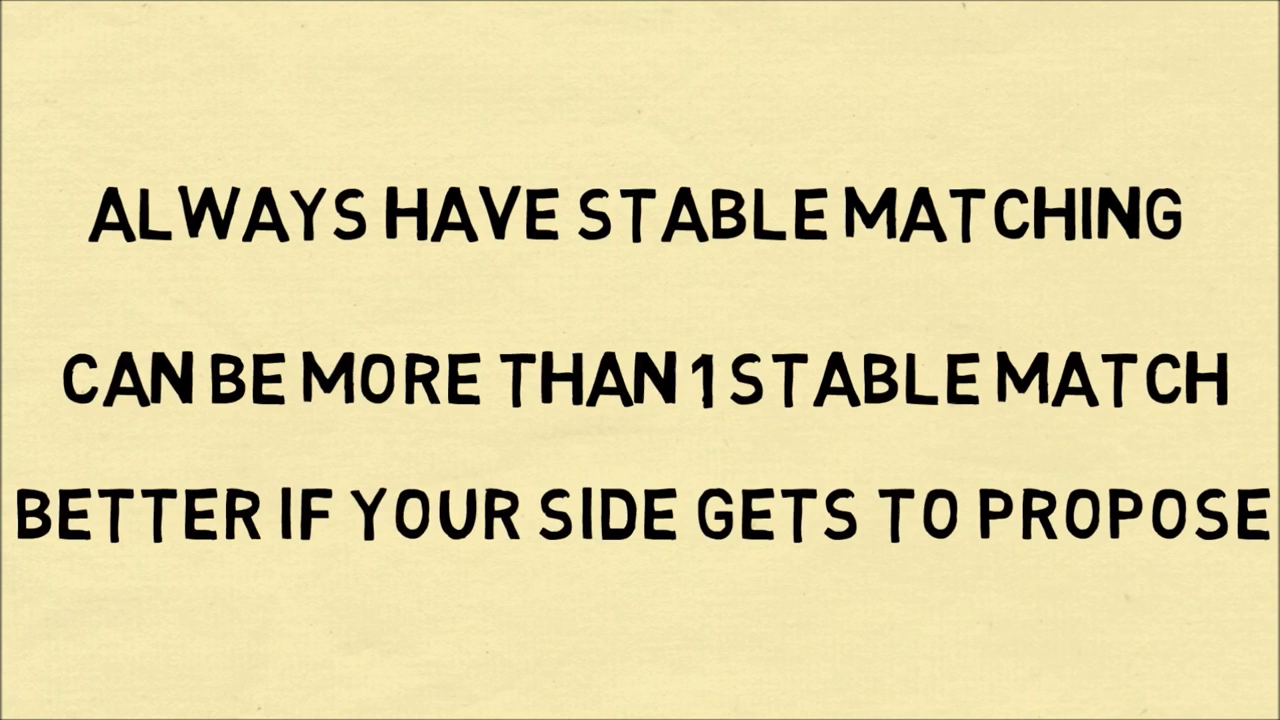 ALWAYS HAVE STABLE MATCHING
CAN BE MORE THAN 1 STABLE MATCH
BETTER IF YOUR SIDE GETS TO PROPOSE